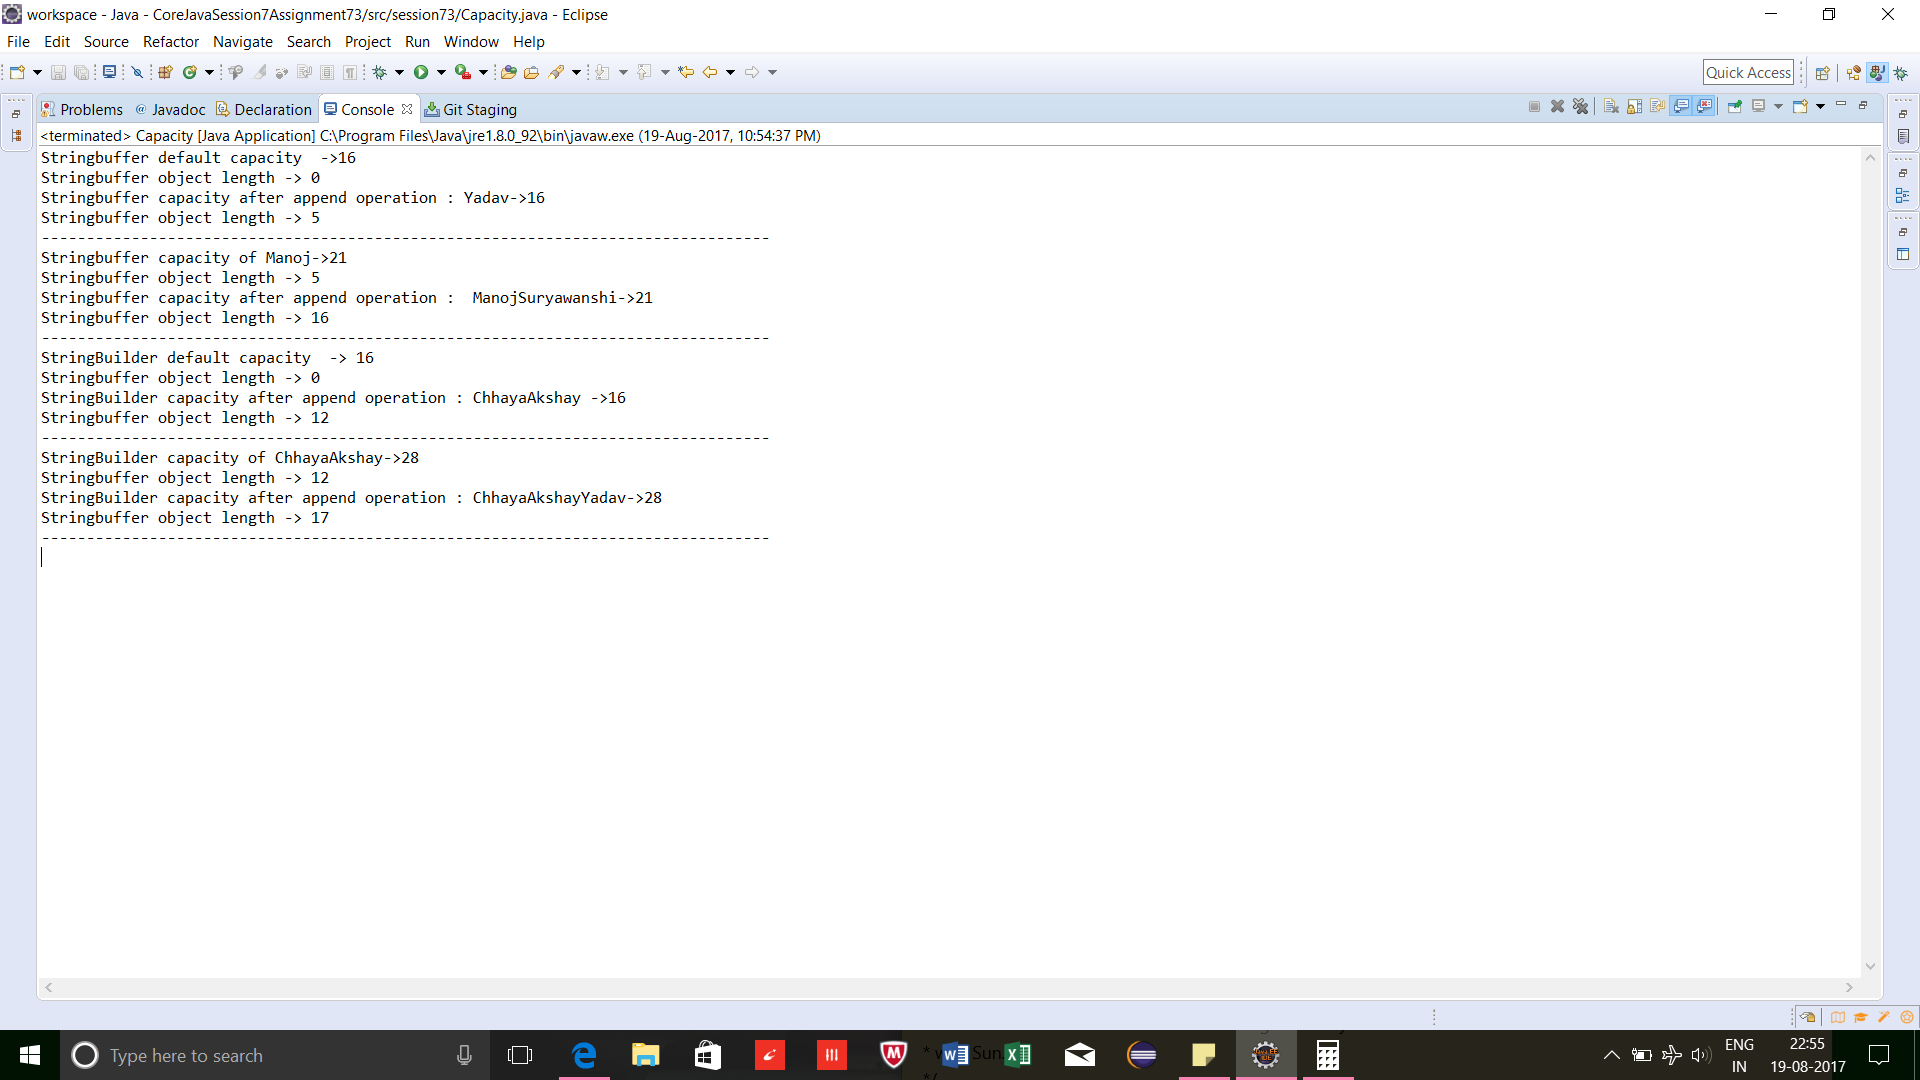 workspace - Java - CoreJavaSession7Assignment73/src/session73/Capacity.java - Eclipse
File Edit Source Refactor Navigate Search Project Run Window Help
Quick Access
Problems @ Javadoc Declaration Console Git Staging
<terminated> Capacity [Java Application] C:\Program Files\Java\jre1.8.0_92\bin\javaw.exe (19-Aug-2017, 10:54:37 PM)
Stringbuffer default capacity  ->16
Stringbuffer object length -> 0
Stringbuffer capacity after append operation : Yadav->16
Stringbuffer object length -> 5
---------------------------------------------------------------------------------
Stringbuffer capacity of Manoj->21
Stringbuffer object length -> 5
Stringbuffer capacity after append operation :  ManojSuryawanshi->21
Stringbuffer object length -> 16
---------------------------------------------------------------------------------
StringBuilder default capacity  -> 16
Stringbuffer object length -> 0
StringBuilder capacity after append operation : ChhayaAkshay ->16
Stringbuffer object length -> 12
---------------------------------------------------------------------------------
StringBuilder capacity of ChhayaAkshay->28
Stringbuffer object length -> 12
StringBuilder capacity after append operation : ChhayaAkshayYadav->28
Stringbuffer object length -> 17
---------------------------------------------------------------------------------
Type here to search
Sun.
ENG
IN
22:55
19-08-2017